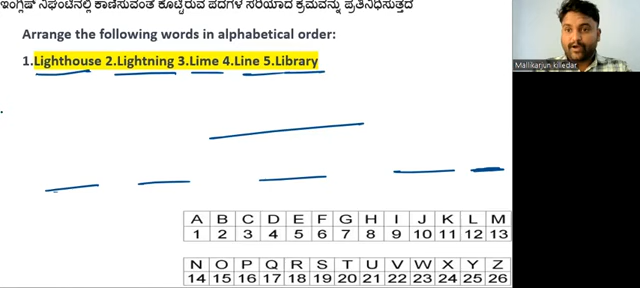 ಇಂಗ್ಲಿಷ್ ನಿಘಂಟಿನಲ್ಲಿ ಕಾಣಿಸುವಂತೆ ಕೊಟ್ಟಿರುವ ಪದಗಳ ಸರಿಯಾದ ಕ್ರಮವನ್ನು ಪ್ರತಿನಿಧಿಸುತ್ತದೆ
Arrange the following words in alphabetical order:
1.Lighthouse 2.Lightning 3.Lime 4.Line 5.Library
Mallikarjun killedar
A B C D E F G H I J K L M
1 2 3 4 5 6 7 8 9 10 11 12 13
N O P Q R S T U V W X Y Z
14 15 16 17 18 19 20 21 22 23 24 25 26